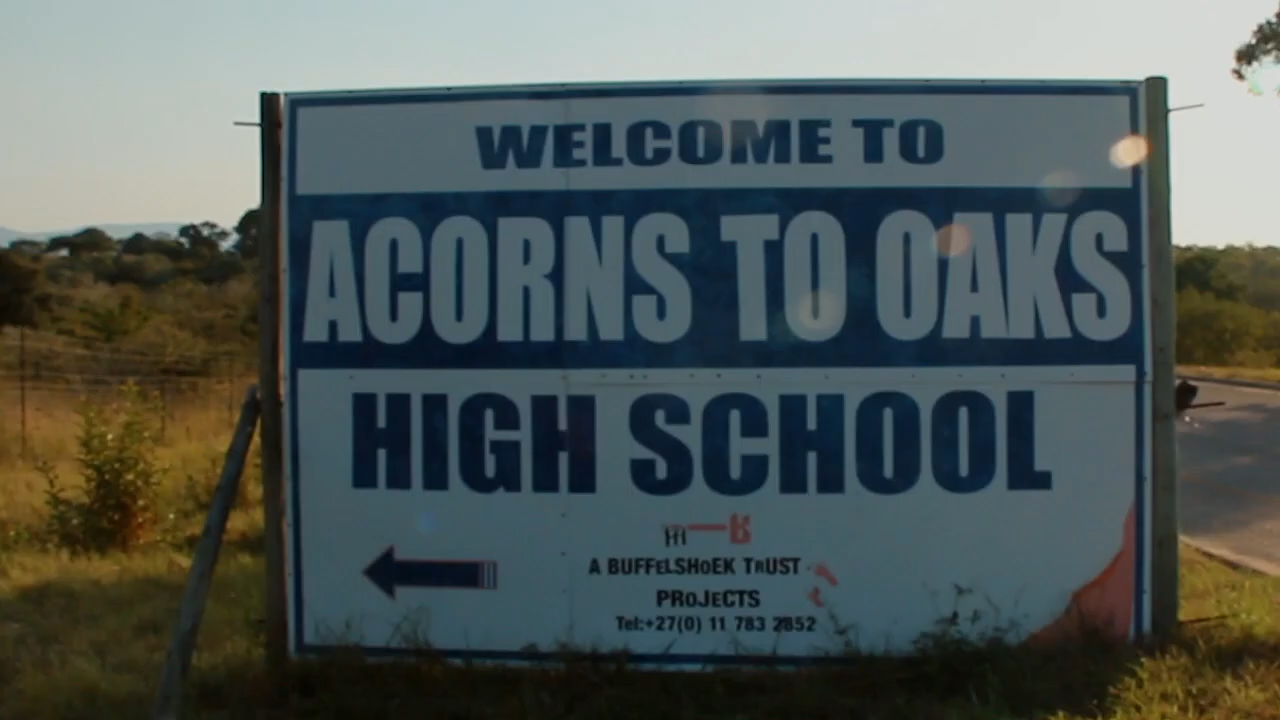 WELCOME TO
ACORNS TO OAKS
HIGH SCHOOL
A BUFFELSHOEK TRUST
PROJECTS
Tel:+27(0) 11 783 2852